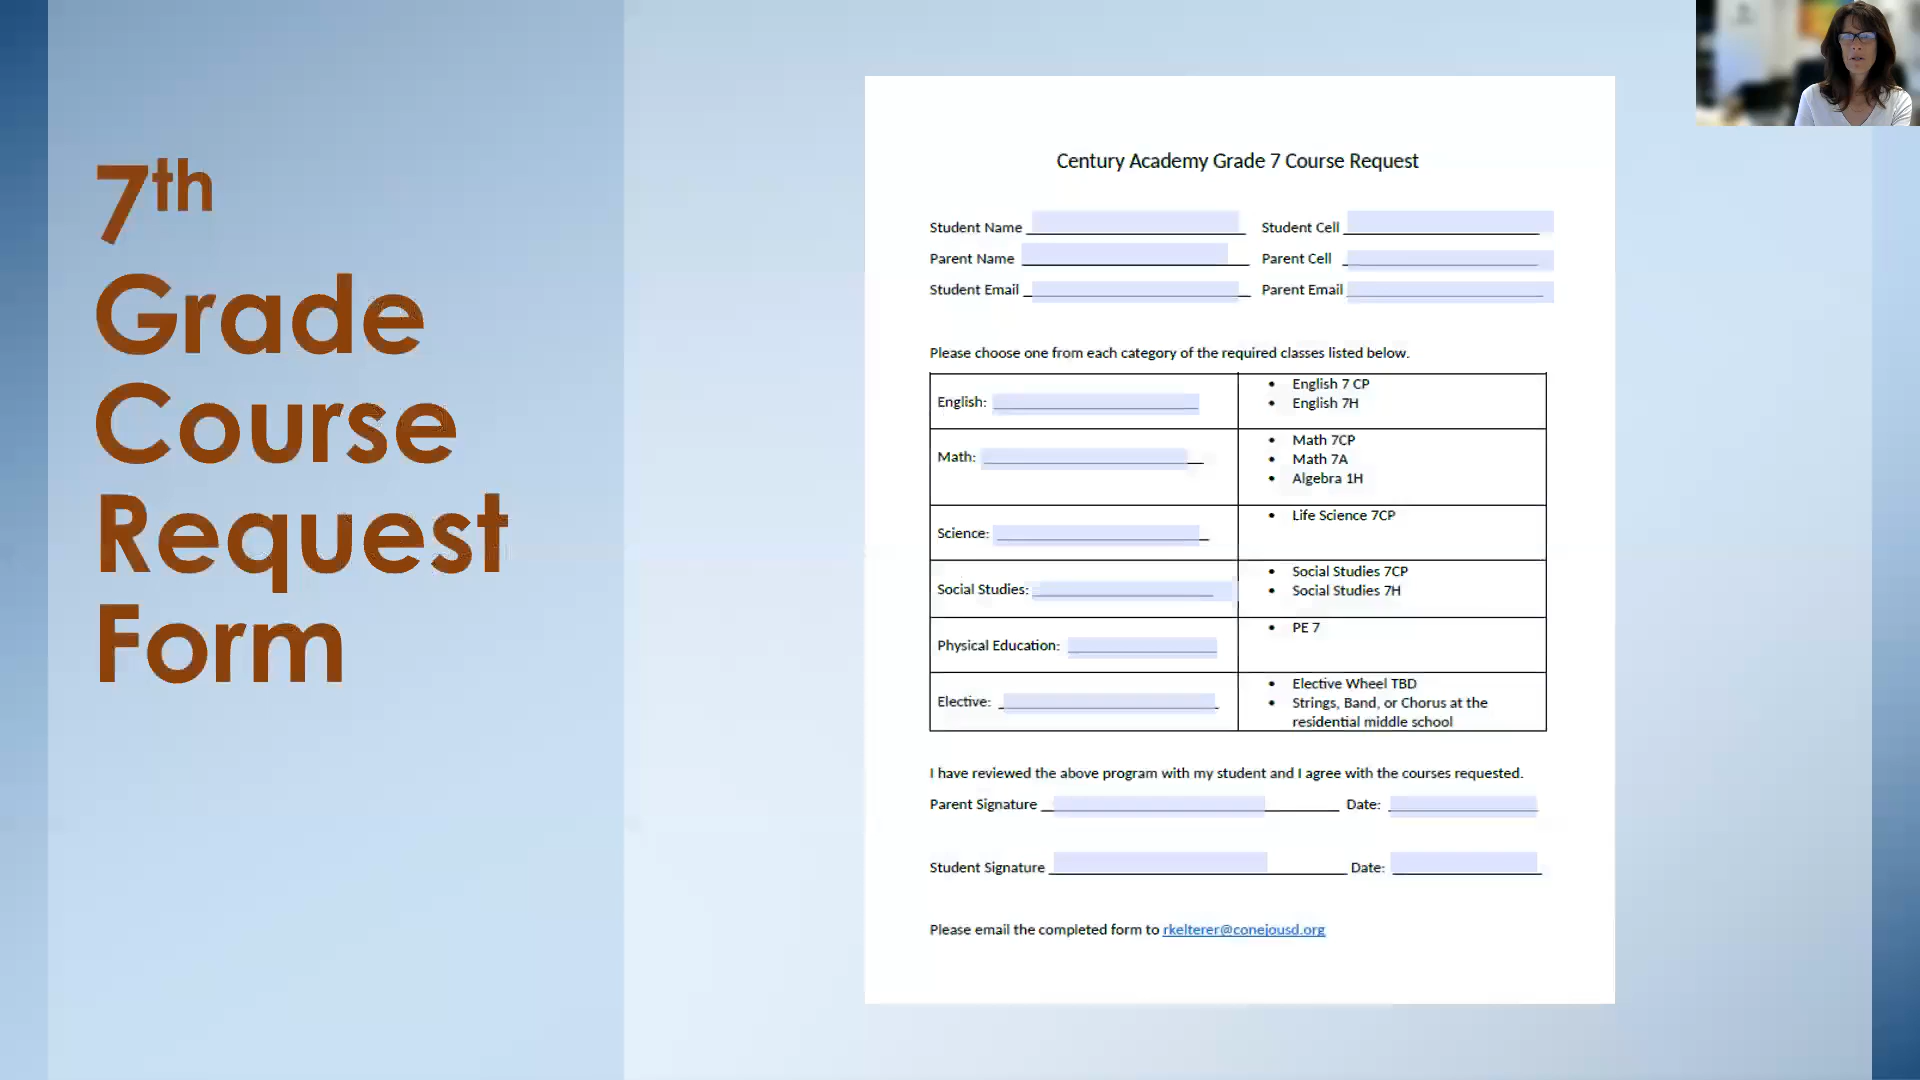 7th
Grade
Course
Request
Form
Century Academy Grade 7 Course Request
Student Name Student Cell
Parent Name Parent Cell
Student Email Parent Email
Please choose one from each category of the required classes listed below.
English:
• English 7 CP
• English 7H
Math:
• Math 7CP
• Math 7A
• Algebra 1H
Science:
• Life Science 7CP
Social Studies:
• Social Studies 7CP
• Social Studies 7H
Physical Education:
• PE 7
Elective:
• Elective Wheel TBD
• Strings, Band, or Chorus at the
residential middle school
I have reviewed the above program with my student and I agree with the courses requested.
Parent Signature Date:
Student Signature Date:
Please email the completed form to rkelterer@conejousd.org